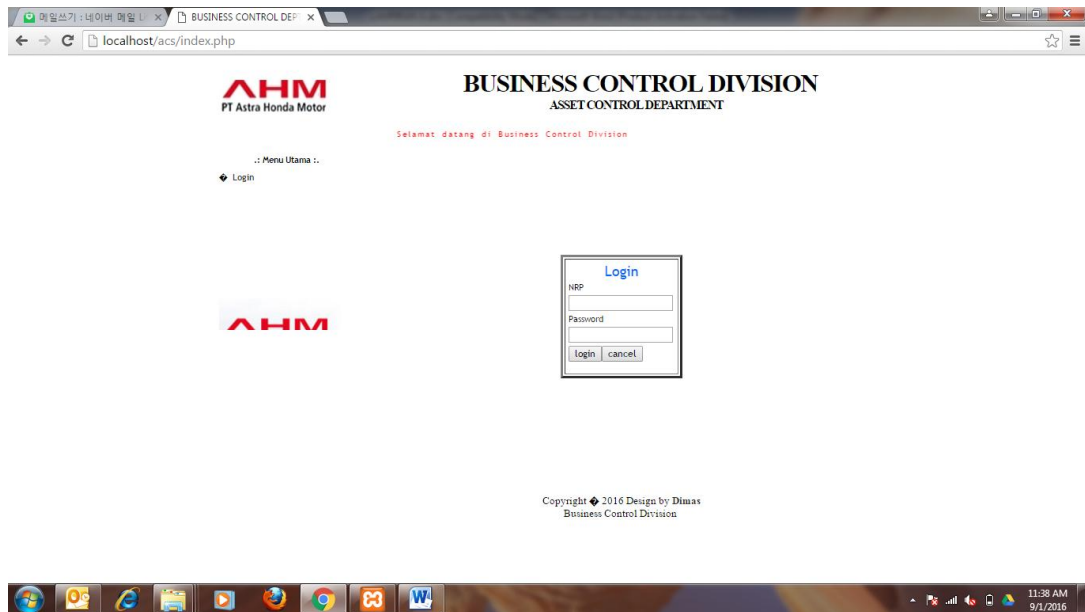 메일쓰기 : 네이버 메일
BUSINESS CONTROL DEP
localhost/acs/index.php
AHM
PT Astra Honda Motor
BUSINESS CONTROL DIVISION
ASSET CONTROL DEPARTMENT
Selamat datang di Business Control Division
.: Menu Utama :.
� Login
Login
NRP
Password
login cancel
AHM
Copyright � 2016 Design by Dimas
Business Control Division
11:38 AM
9/1/2016